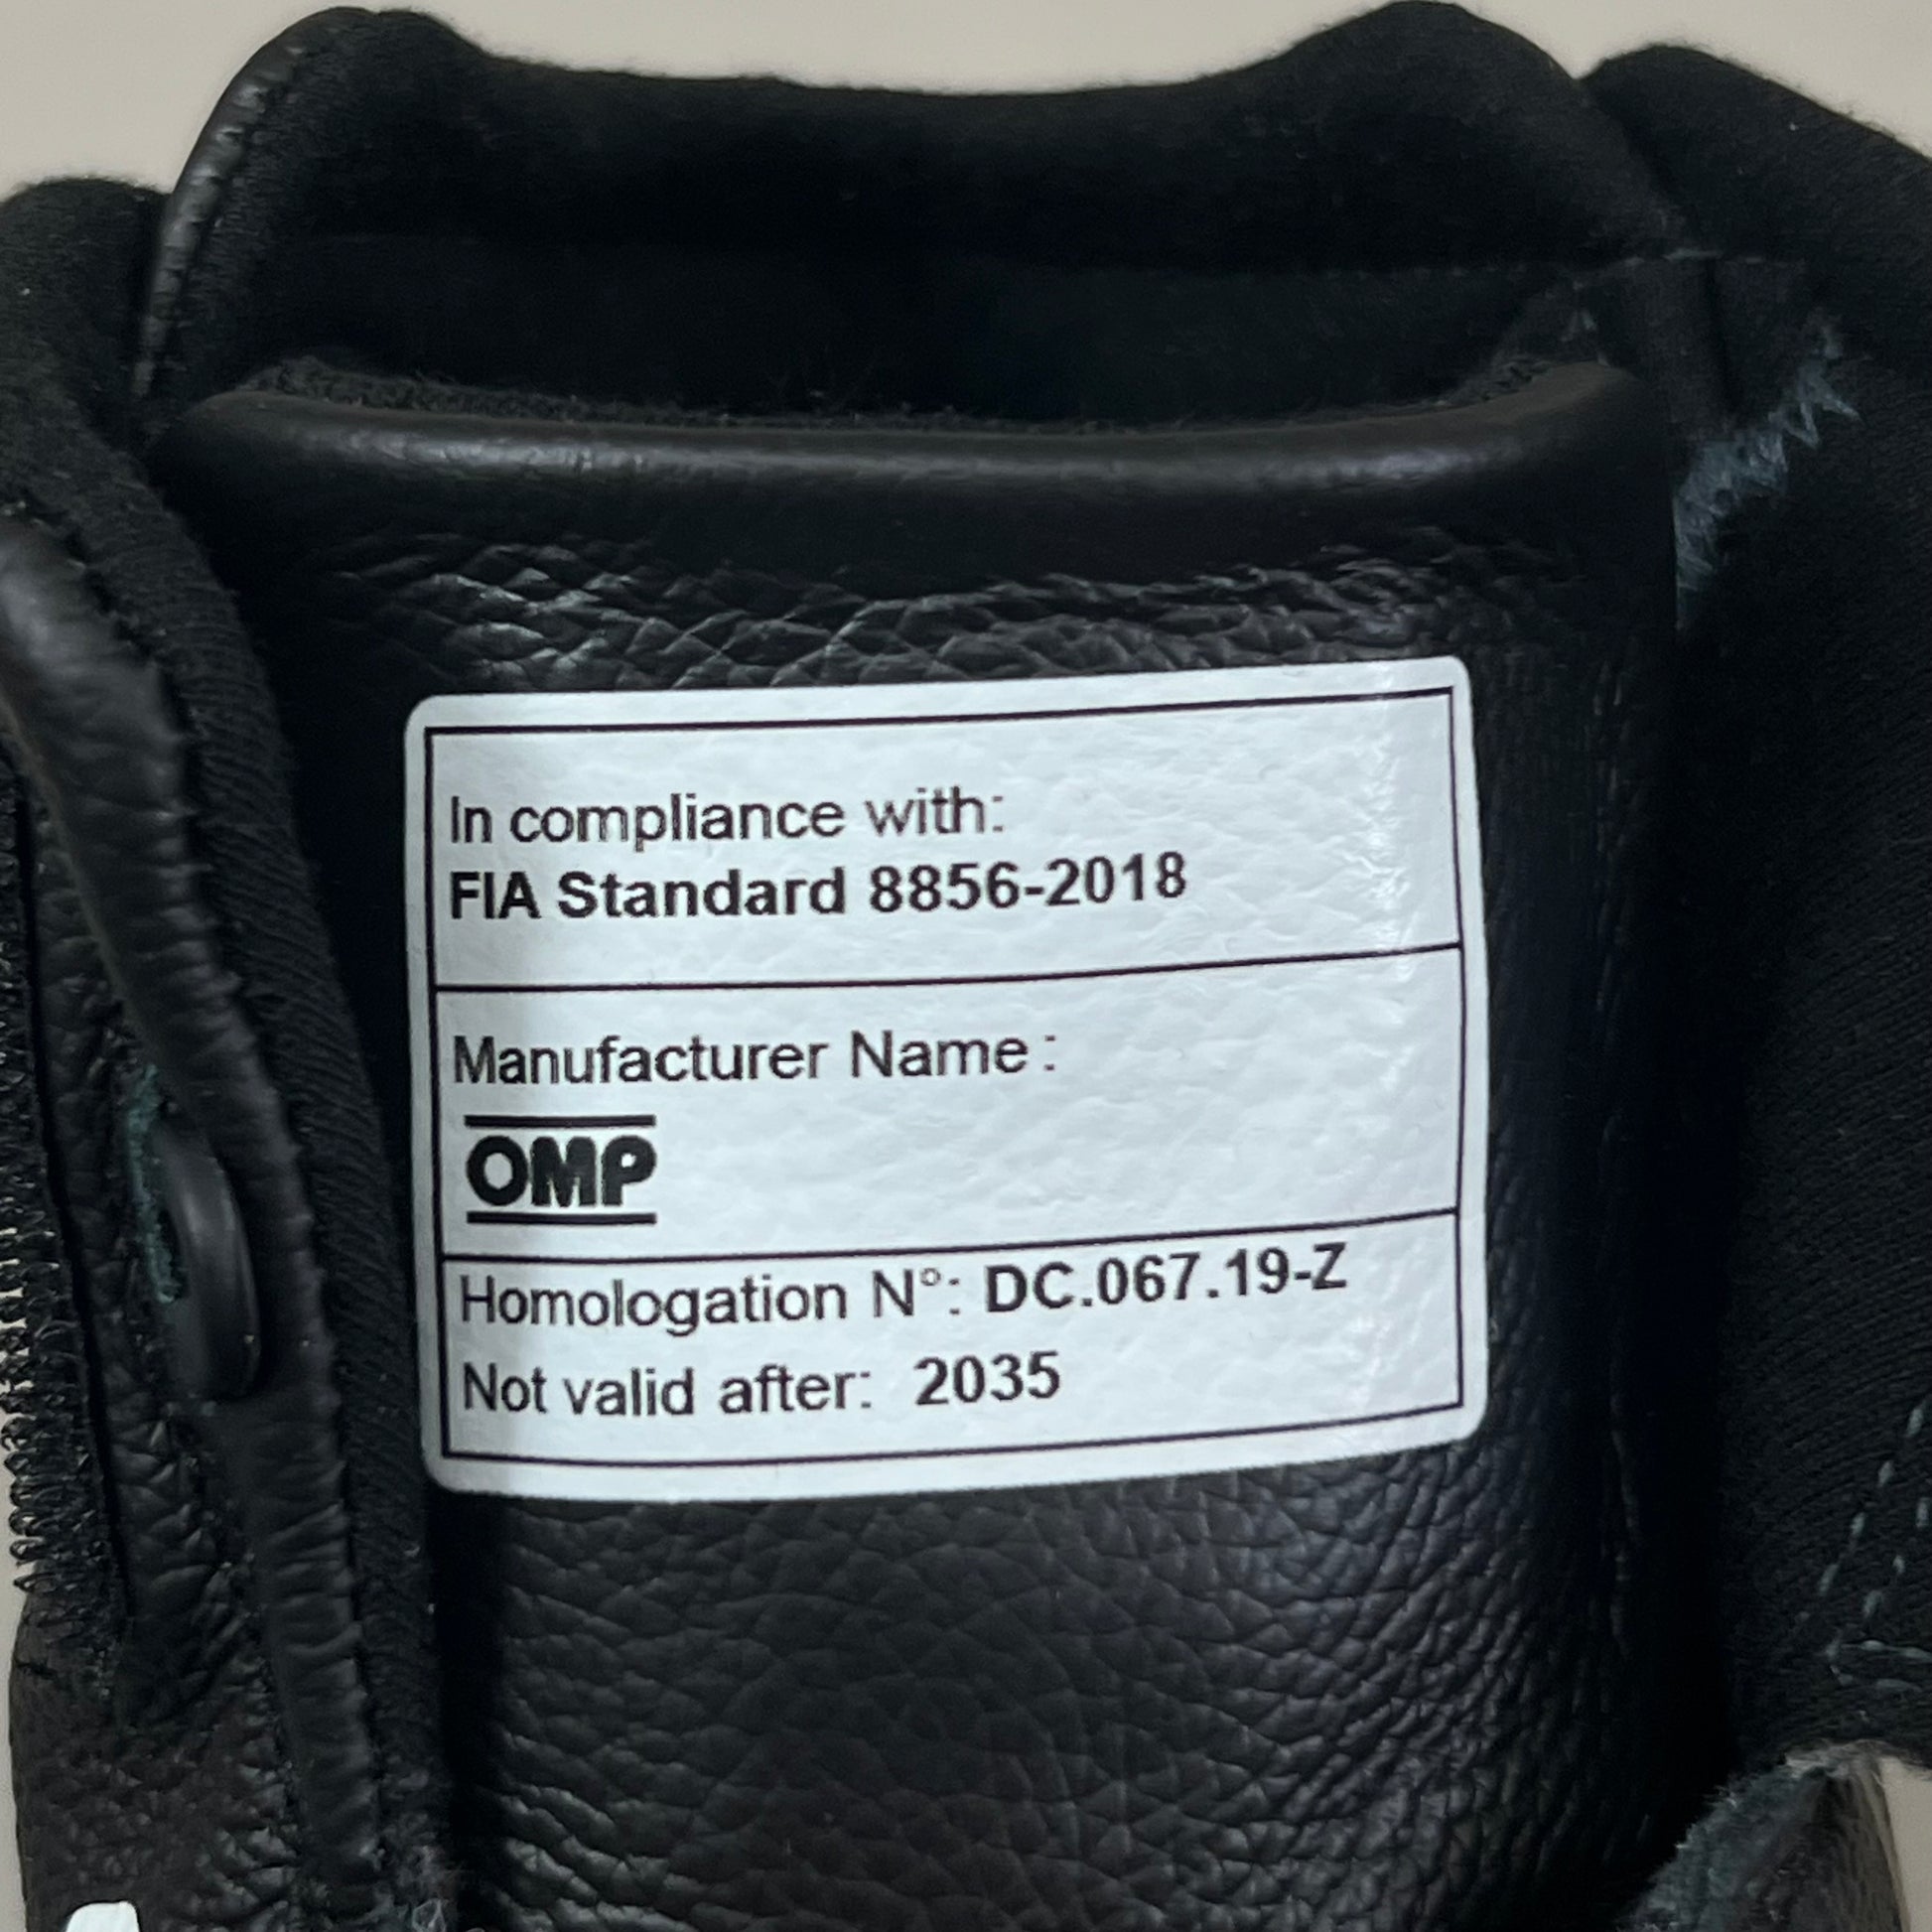 In compliance with:
FIA Standard 8856-2018
Manufacturer Name :
OMP
Homologation N°: DC.067.19-Z
Not valid after: 2035